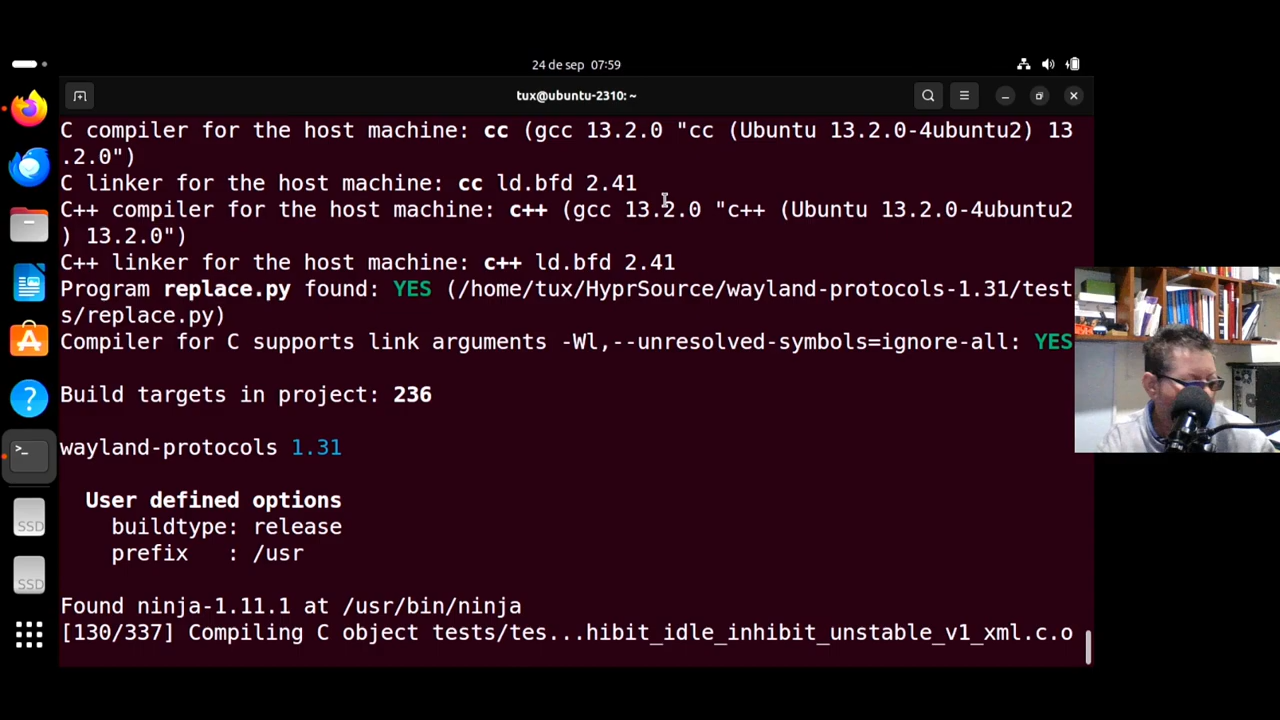 24 de sep 07:59
tux@ubuntu-2310: ~
C compiler for the host machine: cc (gcc 13.2.0 "cc (Ubuntu 13.2.0-4ubuntu2) 13
.2.0")
C linker for the host machine: cc ld.bfd 2.41
C++ compiler for the host machine: c++ (gcc 13.2.0 "c++ (Ubuntu 13.2.0-4ubuntu2
) 13.2.0")
C++ linker for the host machine: c++ ld.bfd 2.41
Program replace.py found: YES (/home/tux/HyprSource/wayland-protocols-1.31/test
s/replace.py)
Compiler for C supports link arguments -Wl,--unresolved-symbols=ignore-all: YES
Build targets in project: 236
wayland-protocols 1.31
User defined options
buildtype: release
prefix   : /usr
Found ninja-1.11.1 at /usr/bin/ninja
[130/337] Compiling C object tests/tes...hibit_idle_inhibit_unstable_v1_xml.c.o
SSD
SSD